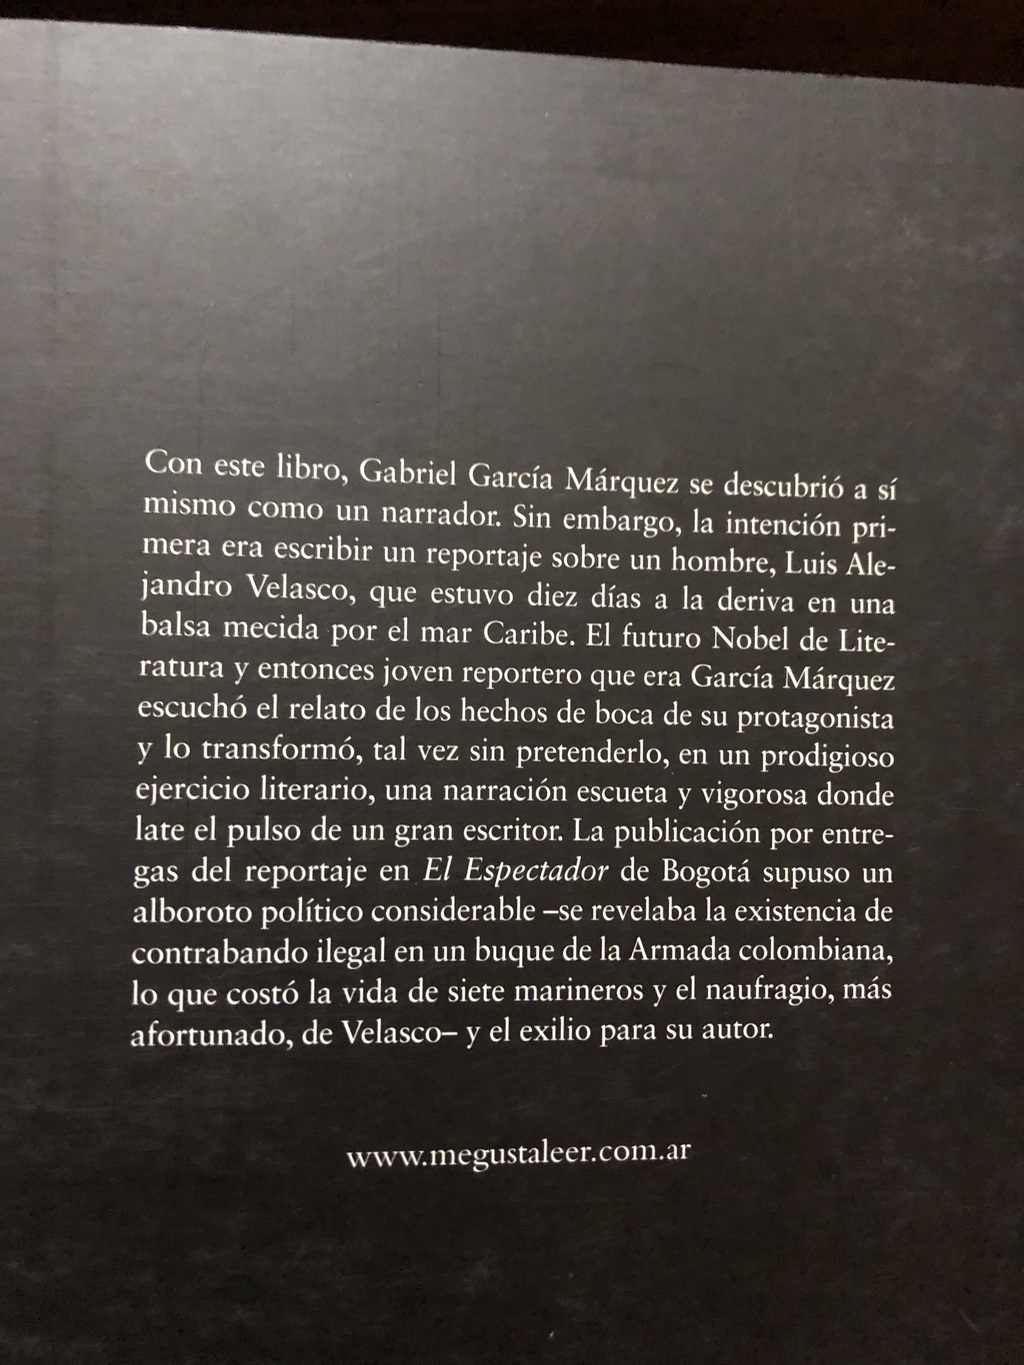 Con este libro, Gabriel García Márquez se descubrió a sí
mismo como un narrador. Sin embargo, la intención pri-
mera era escribir un reportaje sobre un hombre, Luis Ale-
jandro Velasco, que estuvo diez días a la deriva en una
balsa mecida por el mar Caribe. El futuro Nobel de Lite-
ratura y entonces joven reportero que era García Márquez
escuchó el relato de los hechos de boca de su protagonista
y lo transformó, tal vez sin pretenderlo, en un prodigioso
ejercicio literario, una narración escueta y vigorosa donde
late el pulso de un gran escritor. La publicación por entre-
gas del reportaje en El Espectador de Bogotá supuso un
alboroto político considerable –se revelaba la existencia de
contrabando ilegal en un buque de la Armada colombiana,
lo que costó la vida de siete marineros y el naufragio, más
afortunado, de Velasco– y el exilio para su autor.
www.megustaleer.com.ar